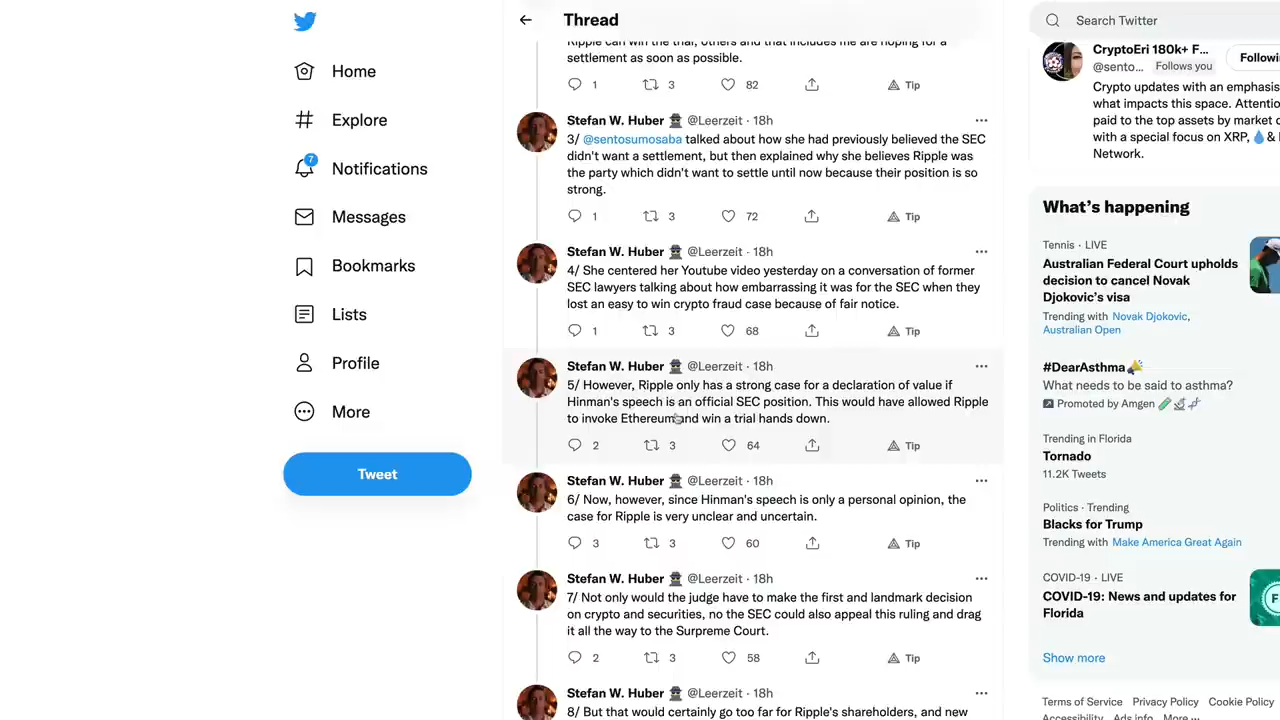 Home
Explore
7
Notifications
Messages
Bookmarks
Lists
Profile
More
Tweet
Thread
Ripple can win the trial, others and that includes me are hoping for a
settlement as soon as possible.
1 3 82 Tip
Stefan W. Huber @Leerzeit · 18h
3/ @sentosumosaba talked about how she had previously believed the SEC
didn't want a settlement, but then explained why she believes Ripple was
the party which didn't want to settle until now because their position is so
strong.
1 3 72 Tip
Stefan W. Huber @Leerzeit · 18h
4/ She centered her Youtube video yesterday on a conversation of former
SEC lawyers talking about how embarrassing it was for the SEC when they
lost an easy to win crypto fraud case because of fair notice.
1 3 68 Tip
Stefan W. Huber @Leerzeit · 18h
5/ However, Ripple only has a strong case for a declaration of value if
Hinman's speech is an official SEC position. This would have allowed Ripple
to invoke Ethereum and win a trial hands down.
2 3 64 Tip
Stefan W. Huber @Leerzeit · 18h
6/ Now, however, since Hinman's speech is only a personal opinion, the
case for Ripple is very unclear and uncertain.
3 3 60 Tip
Stefan W. Huber @Leerzeit · 18h
7/ Not only would the judge have to make the first and landmark decision
on crypto and securities, no the SEC could also appeal this ruling and drag
it all the way to the Surpreme Court.
2 3 58 Tip
Stefan W. Huber @Leerzeit · 18h
8/ But that would certainly go too far for Ripple's shareholders, and new
Search Twitter
CryptoEri 180k+ F...
@sento... Follows you
Followi
Crypto updates with an emphasis
what impacts this space. Attentio
paid to the top assets by market c
with a special focus on XRP, 💧&
Network.
What's happening
Tennis · LIVE
Australian Federal Court upholds
decision to cancel Novak
Djokovic's visa
Trending with Novak Djokovic,
Australian Open
#DearAsthma
What needs to be said to asthma?
Promoted by Amgen
Trending in Florida
Tornado
11.2K Tweets
Politics · Trending
Blacks for Trump
Trending with Make America Great Again
COVID-19 · LIVE
COVID-19: News and updates for
Florida
Show more
Terms of Service Privacy Policy Cookie Policy
Accessibility Ads info More ...